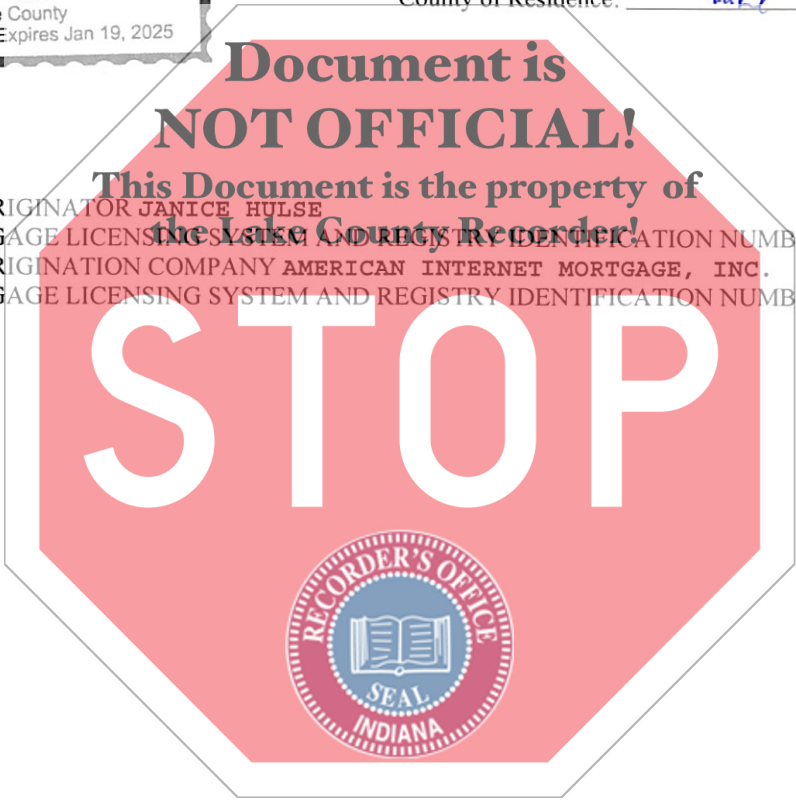 County of Residence:
County
Expires Jan 19, 2025
Document is
NOT OFFICIAL!
This Document is the property of
the Lake County Recorder!
RIGINATOR JANICE HULSE
GAGE LICENSING SYSTEM AND REGISTRY IDENTIFICATION NUMB
RIGINATION COMPANY AMERICAN INTERNET MORTGAGE, INC.
GAGE LICENSING SYSTEM AND REGISTRY IDENTIFICATION NUMB
STOP
RECORDER'S OFFICE
SEAL
INDIANA